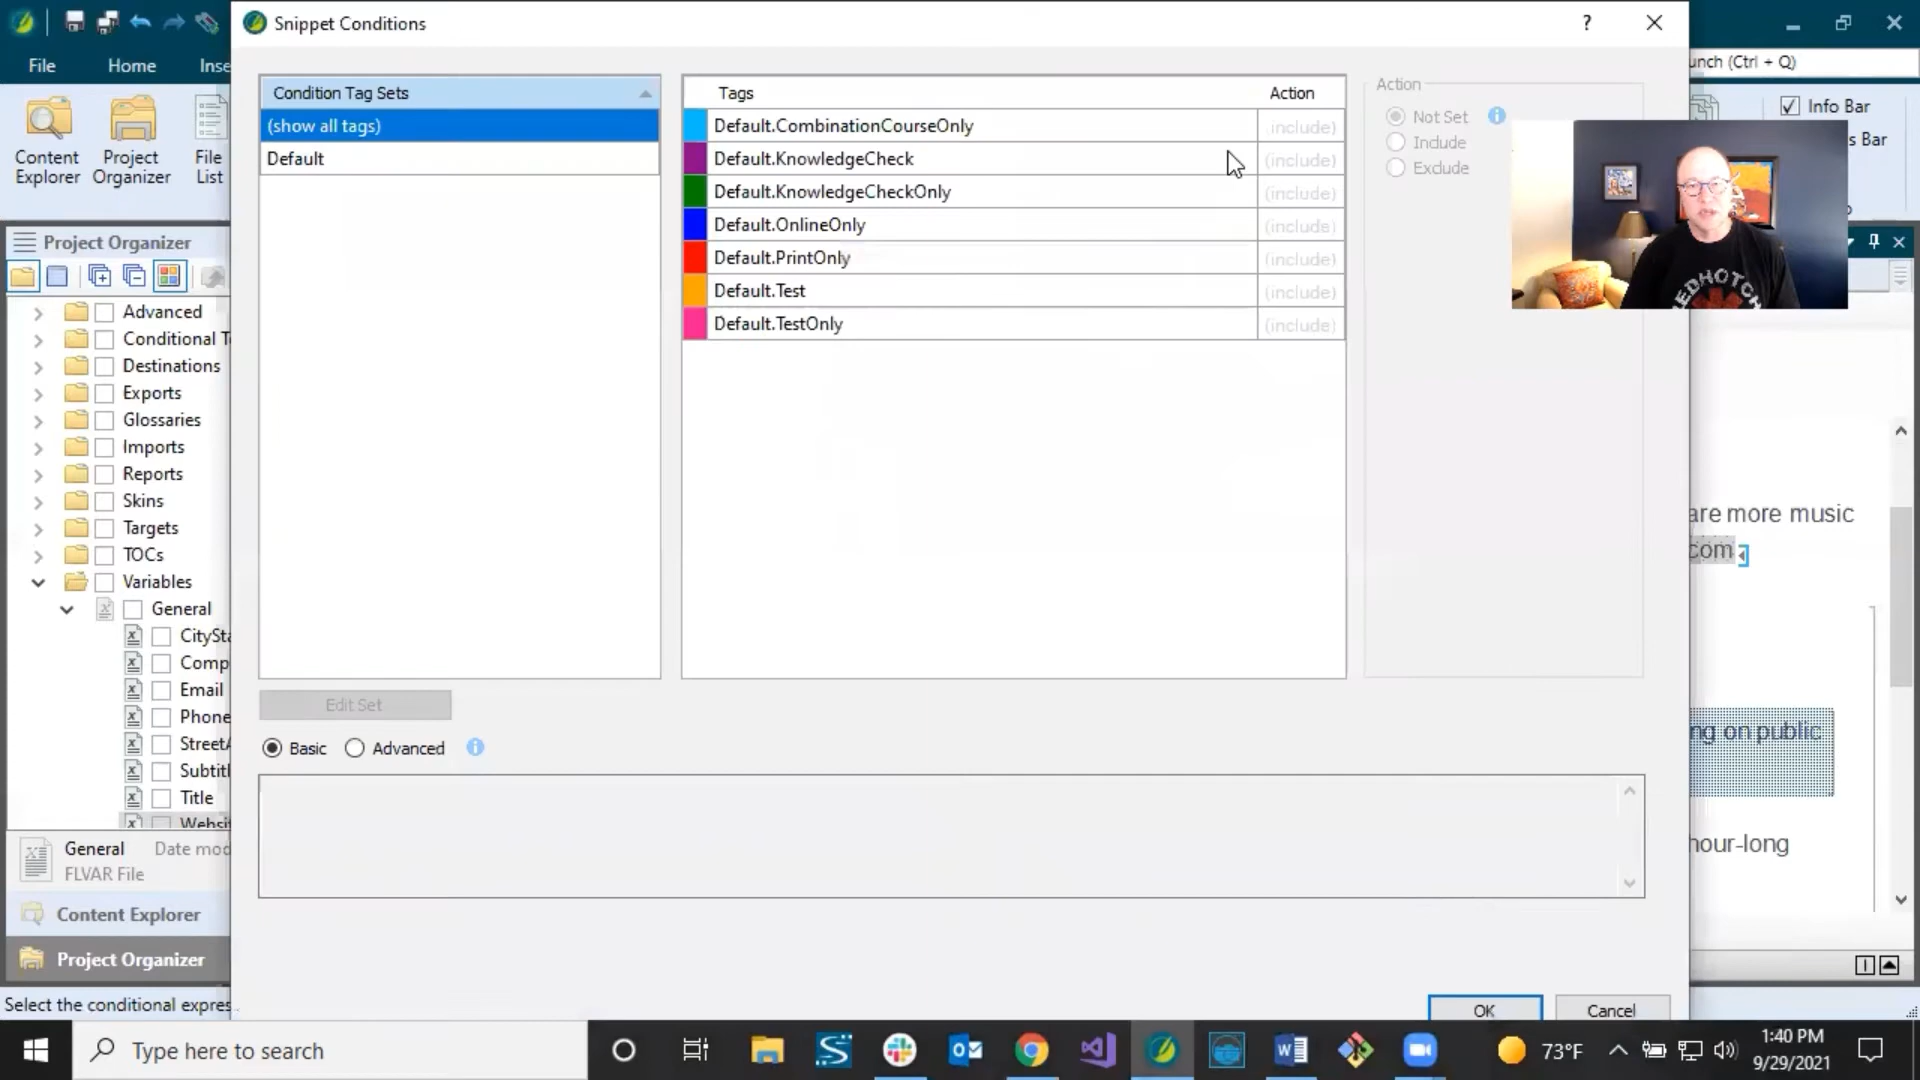 Snippet Conditions
?
File
Home
Inse
unch (Ctrl + Q)
Content Explorer
Project Organizer
File List
Info Bar
s Bar
Condition Tag Sets
(show all tags)
Default
Tags
Action
Default.CombinationCourseOnly
(include)
Default.KnowledgeCheck
(include)
Default.KnowledgeCheckOnly
(include)
Default.OnlineOnly
(include)
Default.PrintOnly
(include)
Default.Test
(include)
Default.TestOnly
(include)
Action
Not Set
Include
Exclude
EDHOTCH
Project Organizer
Advanced
Conditional T
Destinations
Exports
Glossaries
Imports
Reports
Skins
Targets
TOCs
Variables
General
CitySta
Comp
Email
Phone
StreetA
Subtitl
Title
Websi
General
Date mod
FLVAR File
Content Explorer
Project Organizer
Select the conditional expres
Edit Set
Basic
Advanced
OK
Cancel
are more music
com
ng on public
hour-long
Type here to search
73°F
1:40 PM
9/29/2021